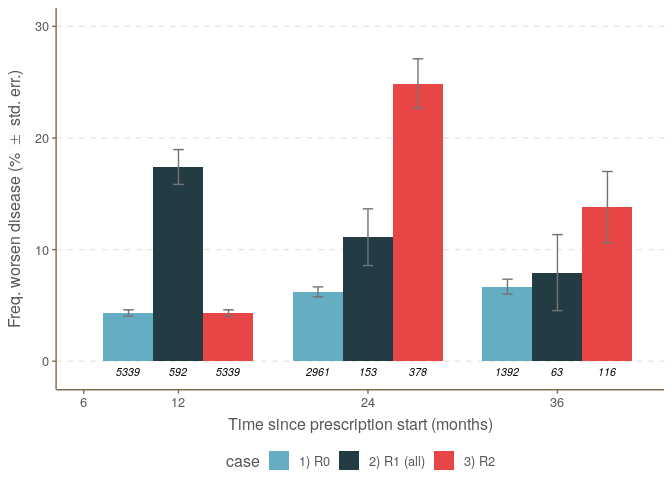 Freq. worsen disease (% ± std. err.)
30
20
10
0
5339 592 5339 2961 153 378 1392 63 116
6 12 24 36
Time since prescription start (months)
case 1) R0 2) R1 (all) 3) R2